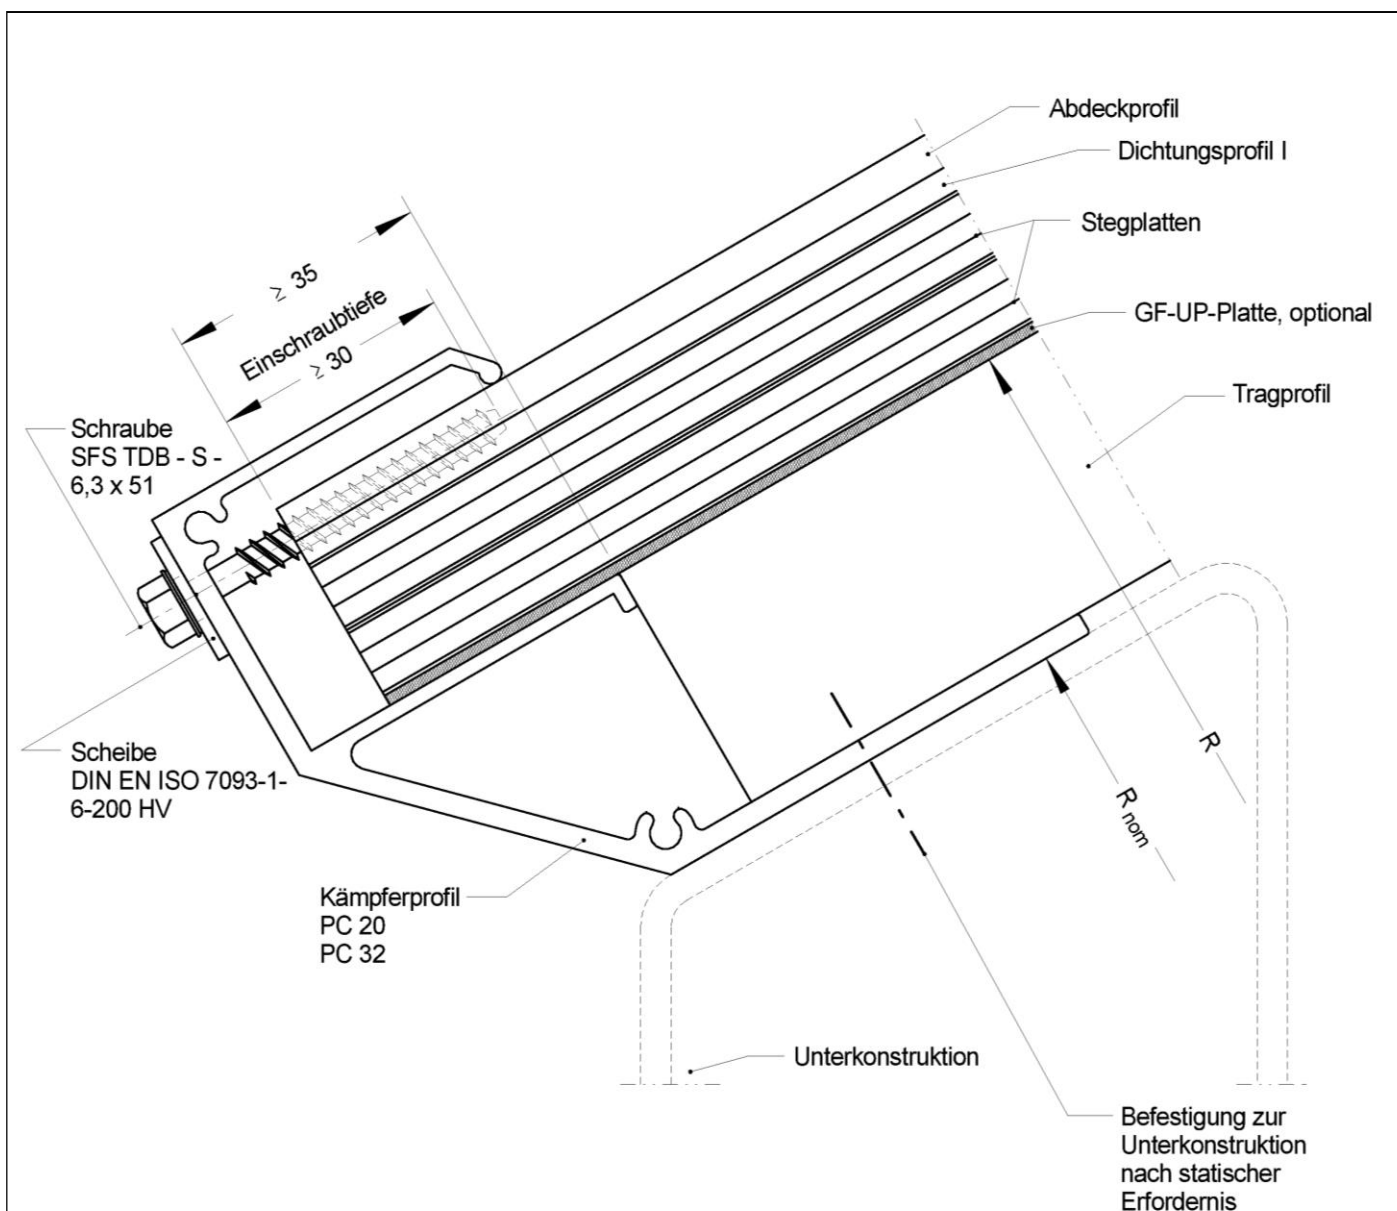 Abdeckprofil
Dichtungsprofil I
Stegplatten
GF-UP-Platte, optional
Tragprofil
≥ 35
Einschraubtiefe
≥ 30
Schraube
SFS TDB - S -
6,3 x 51
Scheibe
DIN EN ISO 7093-1-
6-200 HV
R
R nom
Kämpferprofil
PC 20
PC 32
Unterkonstruktion
Befestigung zur
Unterkonstruktion
nach statischer
Erfordernis